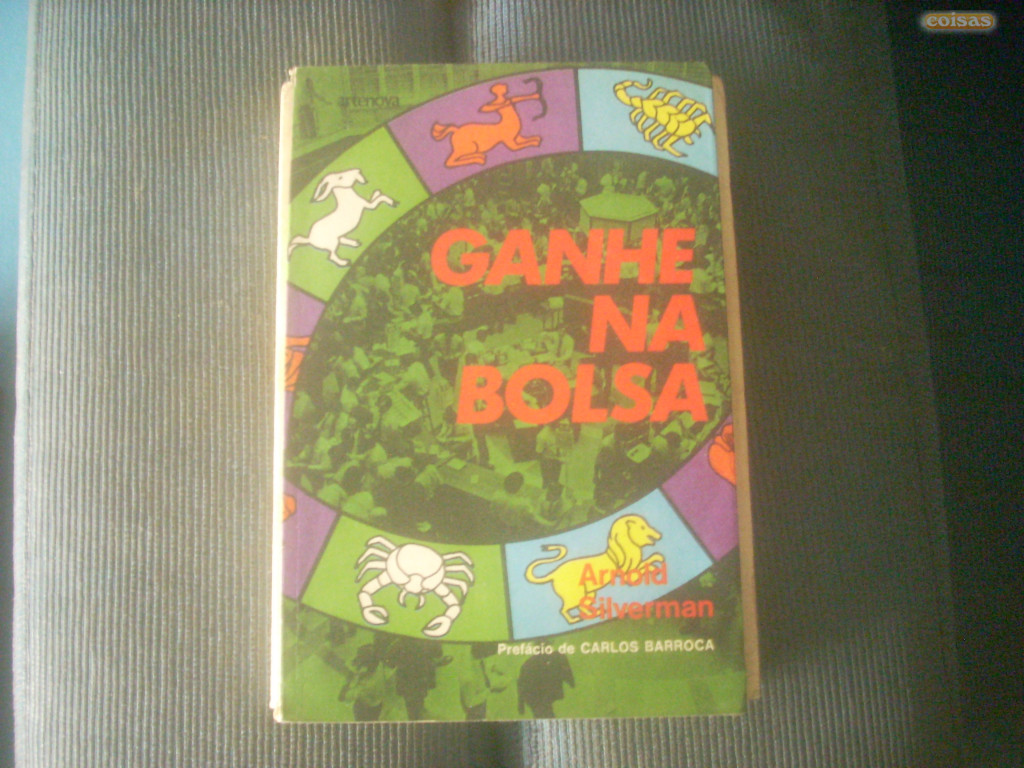 coisas
artenova
GANHE
NA
BOLSA
Arnold
Silverman
Prefácio de CARLOS BARROCA